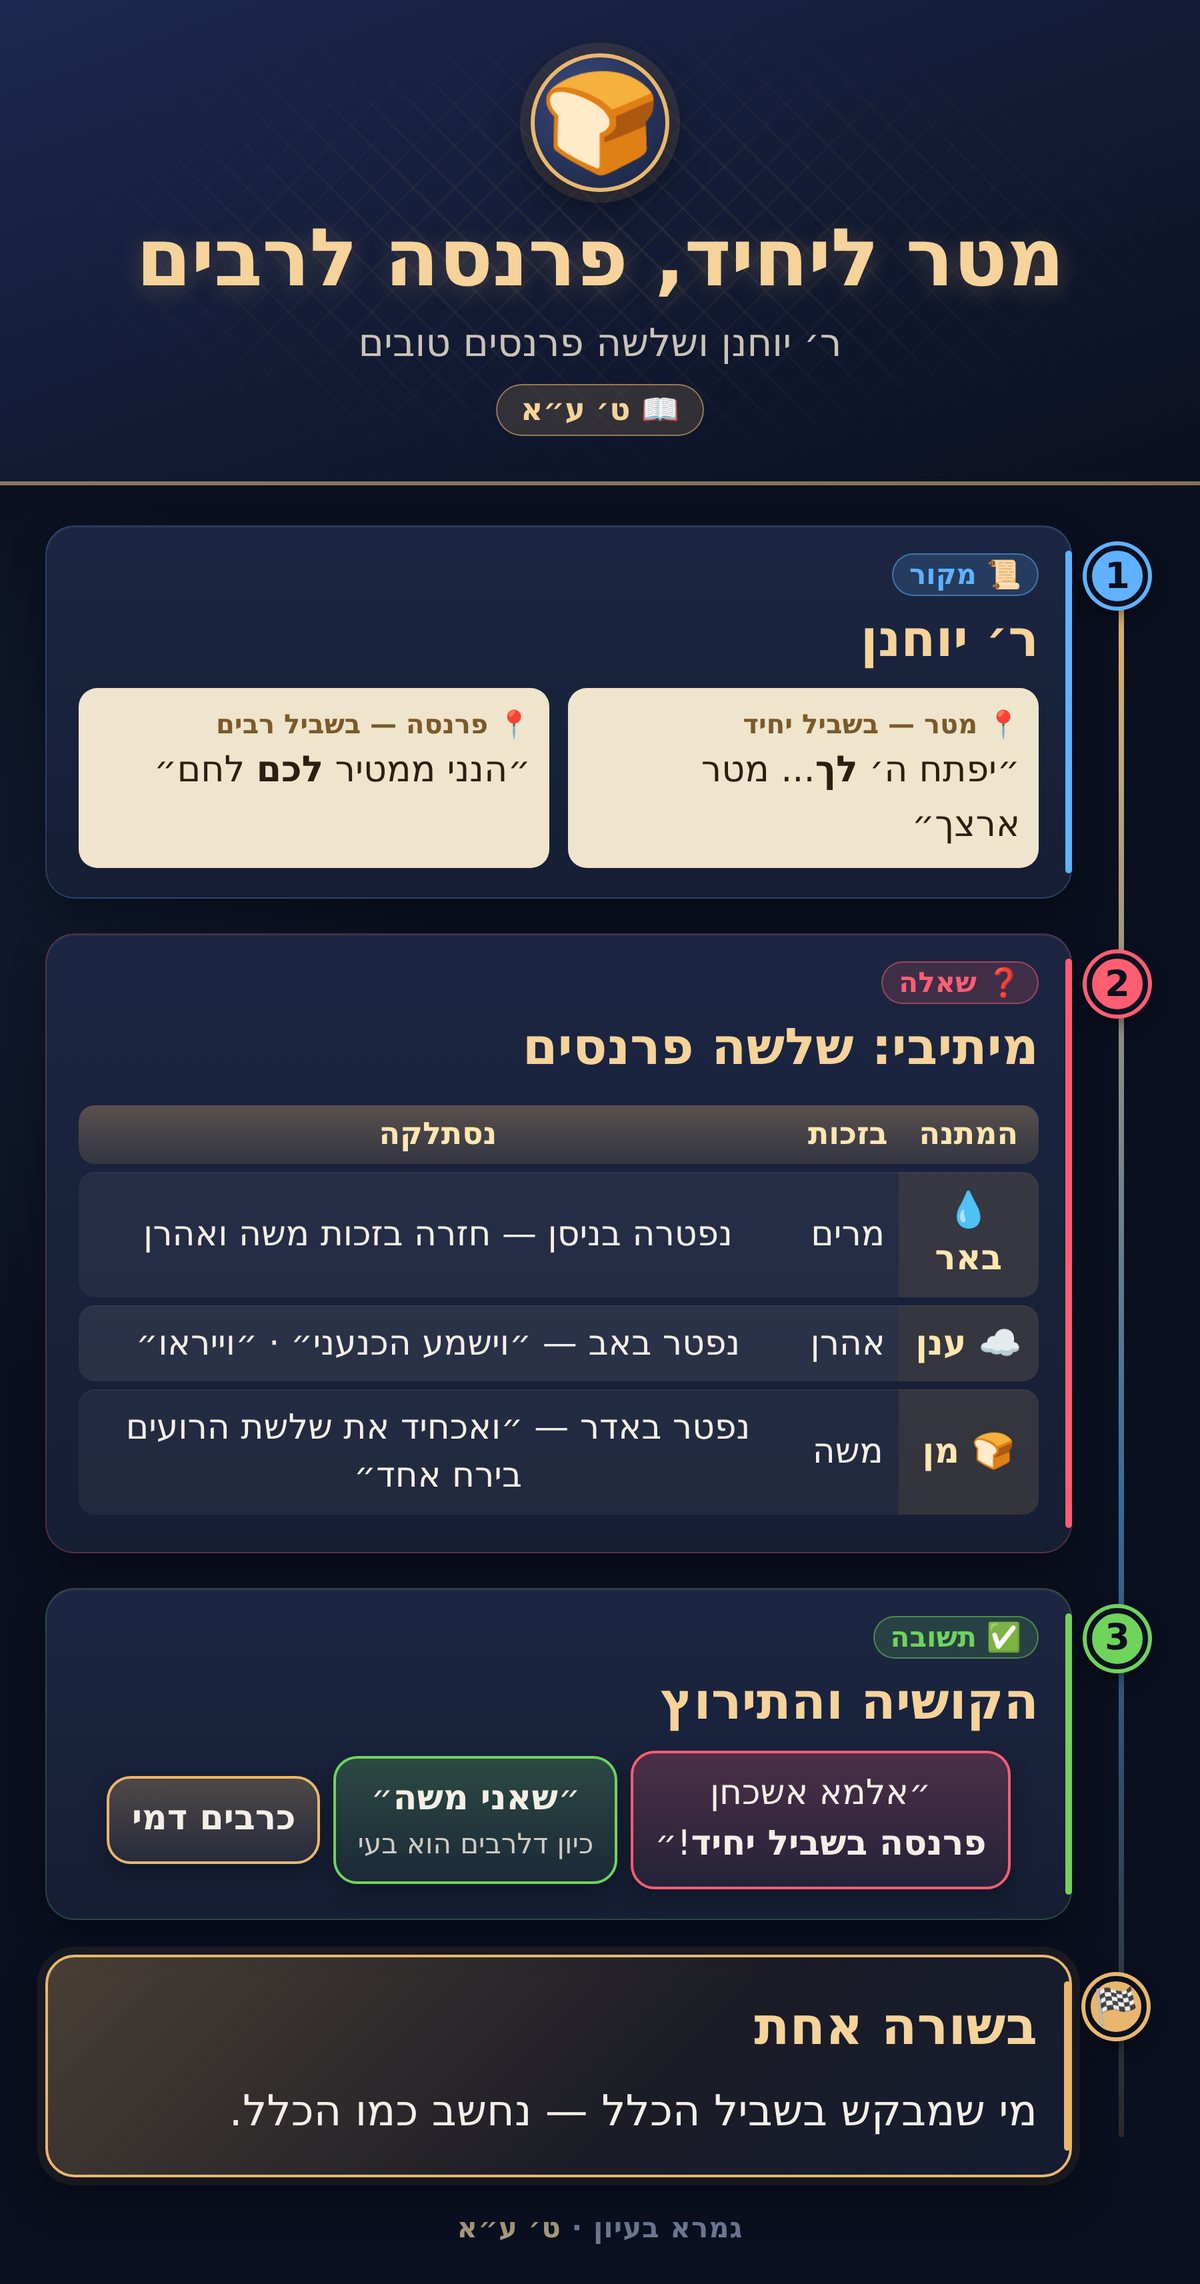 מטר ליחיד, פרנסה לרבים
ר׳ יוחנן ושלשה פרנסים טובים
📖 ט׳ ע״א
1
📜 מקור
ר׳ יוחנן
📍 מטר — בשביל יחיד
״יפתח ה׳ לך... מטר
ארצך״
📍 פרנסה — בשביל רבים
״הנני ממטיר לכם לחם״
2
❓ שאלה
מיתיבי: שלשה פרנסים
המתנה בזכות נסתלקה
💧
באר
מרים
נפטרה בניסן — חזרה בזכות משה ואהרן
☁️ ענן
אהרן
נפטר באב — ״וישמע הכנעני״ · ״וייראו״
🍞 מן
משה
נפטר באדר — ״ואכחיד את שלשת הרועים
בירח אחד״
3
✅ תשובה
הקושיה והתירוץ
״אלמא אשכחן
פרנסה בשביל יחיד!״
״שאני משה״
כיון דלרבים הוא בעי
כרבים דמי
בשורה אחת
מי שמבקש בשביל הכלל — נחשב כמו הכלל.
גמרא בעיון · ט׳ ע״א